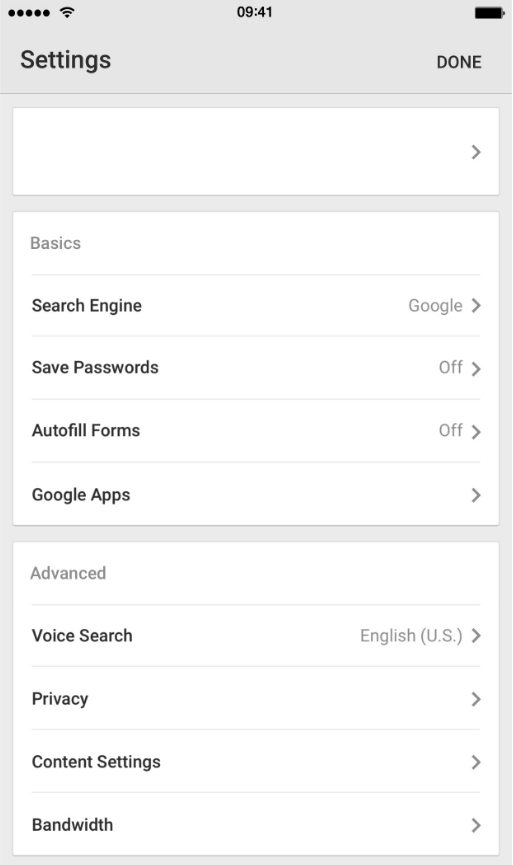 09:41
Settings DONE
Basics
Search Engine Google
Save Passwords Off
Autofill Forms Off
Google Apps
Advanced
Voice Search English (U.S.)
Privacy
Content Settings
Bandwidth